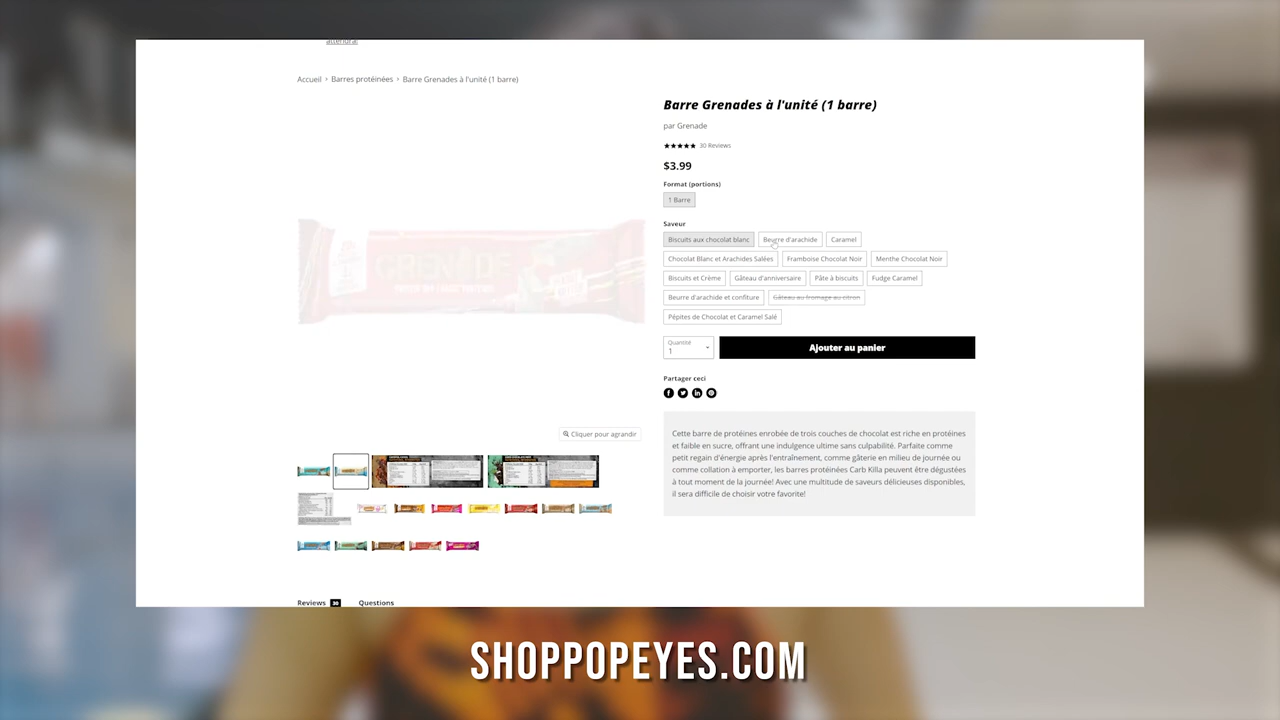 attendra!
Accueil › Barres protéinées › Barre Grenades à l'unité (1 barre)
Barre Grenades à l'unité (1 barre)
par Grenade
★★★★★ 30 Reviews
$3.99
Format (portions)
1 Barre
Saveur
Biscuits aux chocolat blanc Beurre d'arachide Caramel
Chocolat Blanc et Arachides Salées Framboise Chocolat Noir Menthe Chocolat Noir
Biscuits et Crème Gâteau d'anniversaire Pâte à biscuits Fudge Caramel
Beurre d'arachide et confiture Gâteau au fromage au citron
Pépites de Chocolat et Caramel Salé
Quantité
1
Ajouter au panier
Partager ceci
Cliquer pour agrandir
Cette barre de protéines enrobée de trois couches de chocolat est riche en protéines
et faible en sucre, offrant une indulgence ultime sans culpabilité. Parfaite comme
petit regain d'énergie après l'entraînement, comme gâterie en milieu de journée ou
comme collation à emporter, les barres protéinées Carb Killa peuvent être dégustées
à tout moment de la journée! Avec une multitude de saveurs délicieuses disponibles,
il sera difficile de choisir votre favorite!
Reviews 30 Questions
SHOPPOPEYES.COM